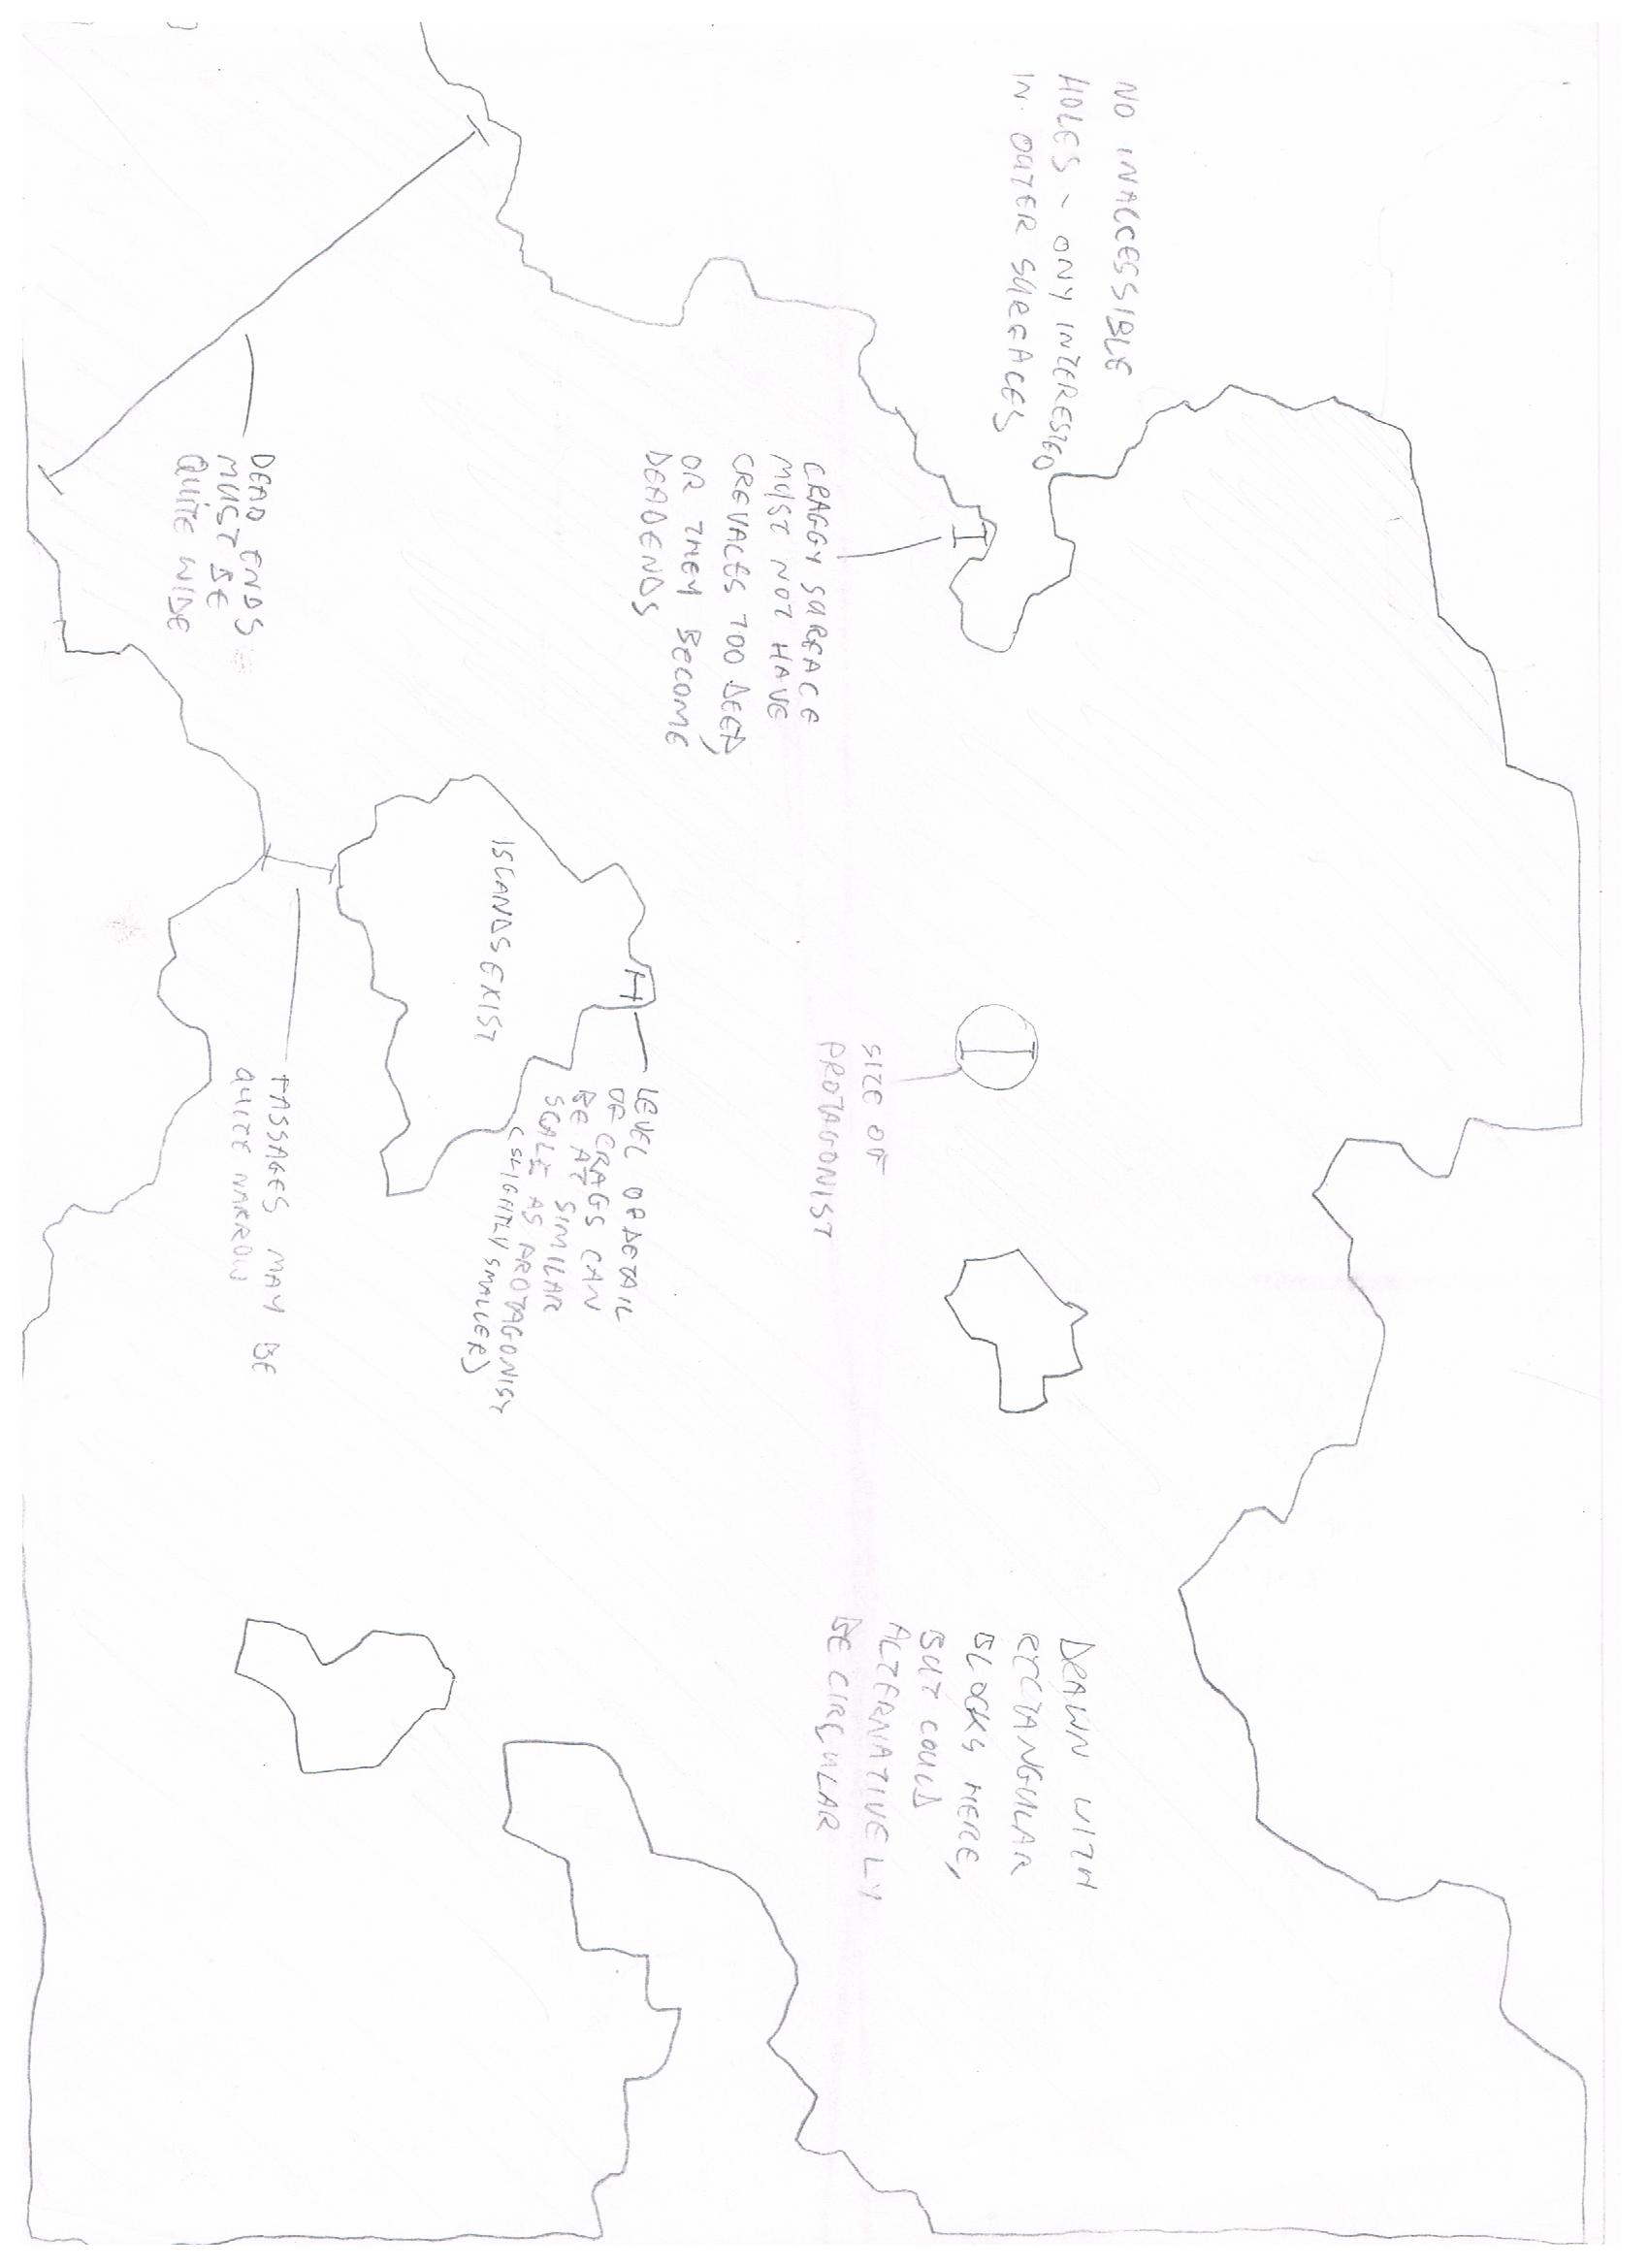 NO INACCESSIBLE
HOLES - ONY INTERESTED
IN OUTER SURFACES
CRAGGY SURFACE
MUST NOT HAVE
CREVACES TOO DEEP
OR THEY BECOME
DEADENDS
DEAD ENDS
MUST BE
QUITE WIDE
SIZE OF
PROTAGONIST
ISLANDS EXIST
LEVEL OF DETAIL
OF CRAGS CAN
BE AT SIMILAR
SCALE AS PROTAGONIST
(SLIGHTLY SMALLER)
PASSAGES MAY BE
QUITE NARROW
DRAWN WITH
RECTANGULAR
BLOCKS HERE,
BUT COULD
ALTERNATIVELY
BE CIRCULAR